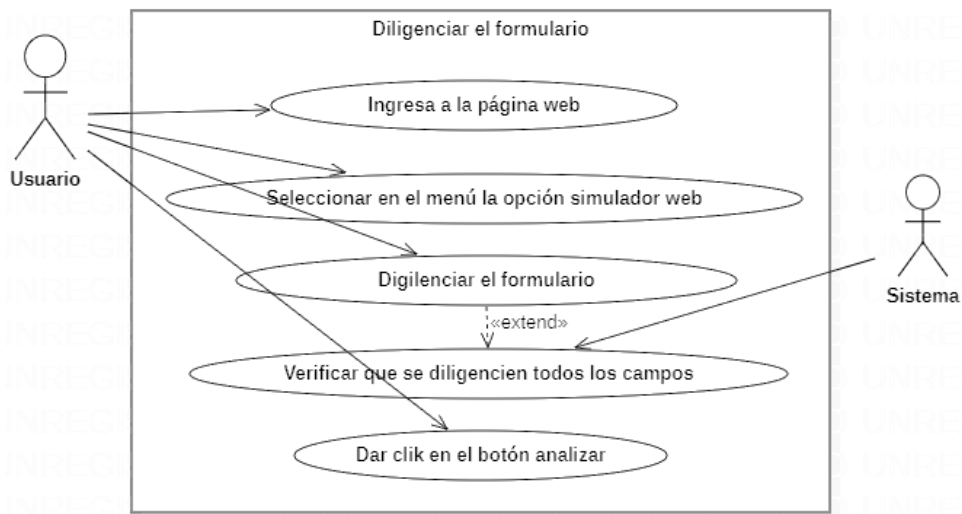 Diligenciar el formulario
Ingresa a la página web
Usuario
Seleccionar en el menú la opción simulador web
Digilenciar el formulario
Sistema
«extend»
Verificar que se diligencien todos los campos
Dar clik en el botón analizar